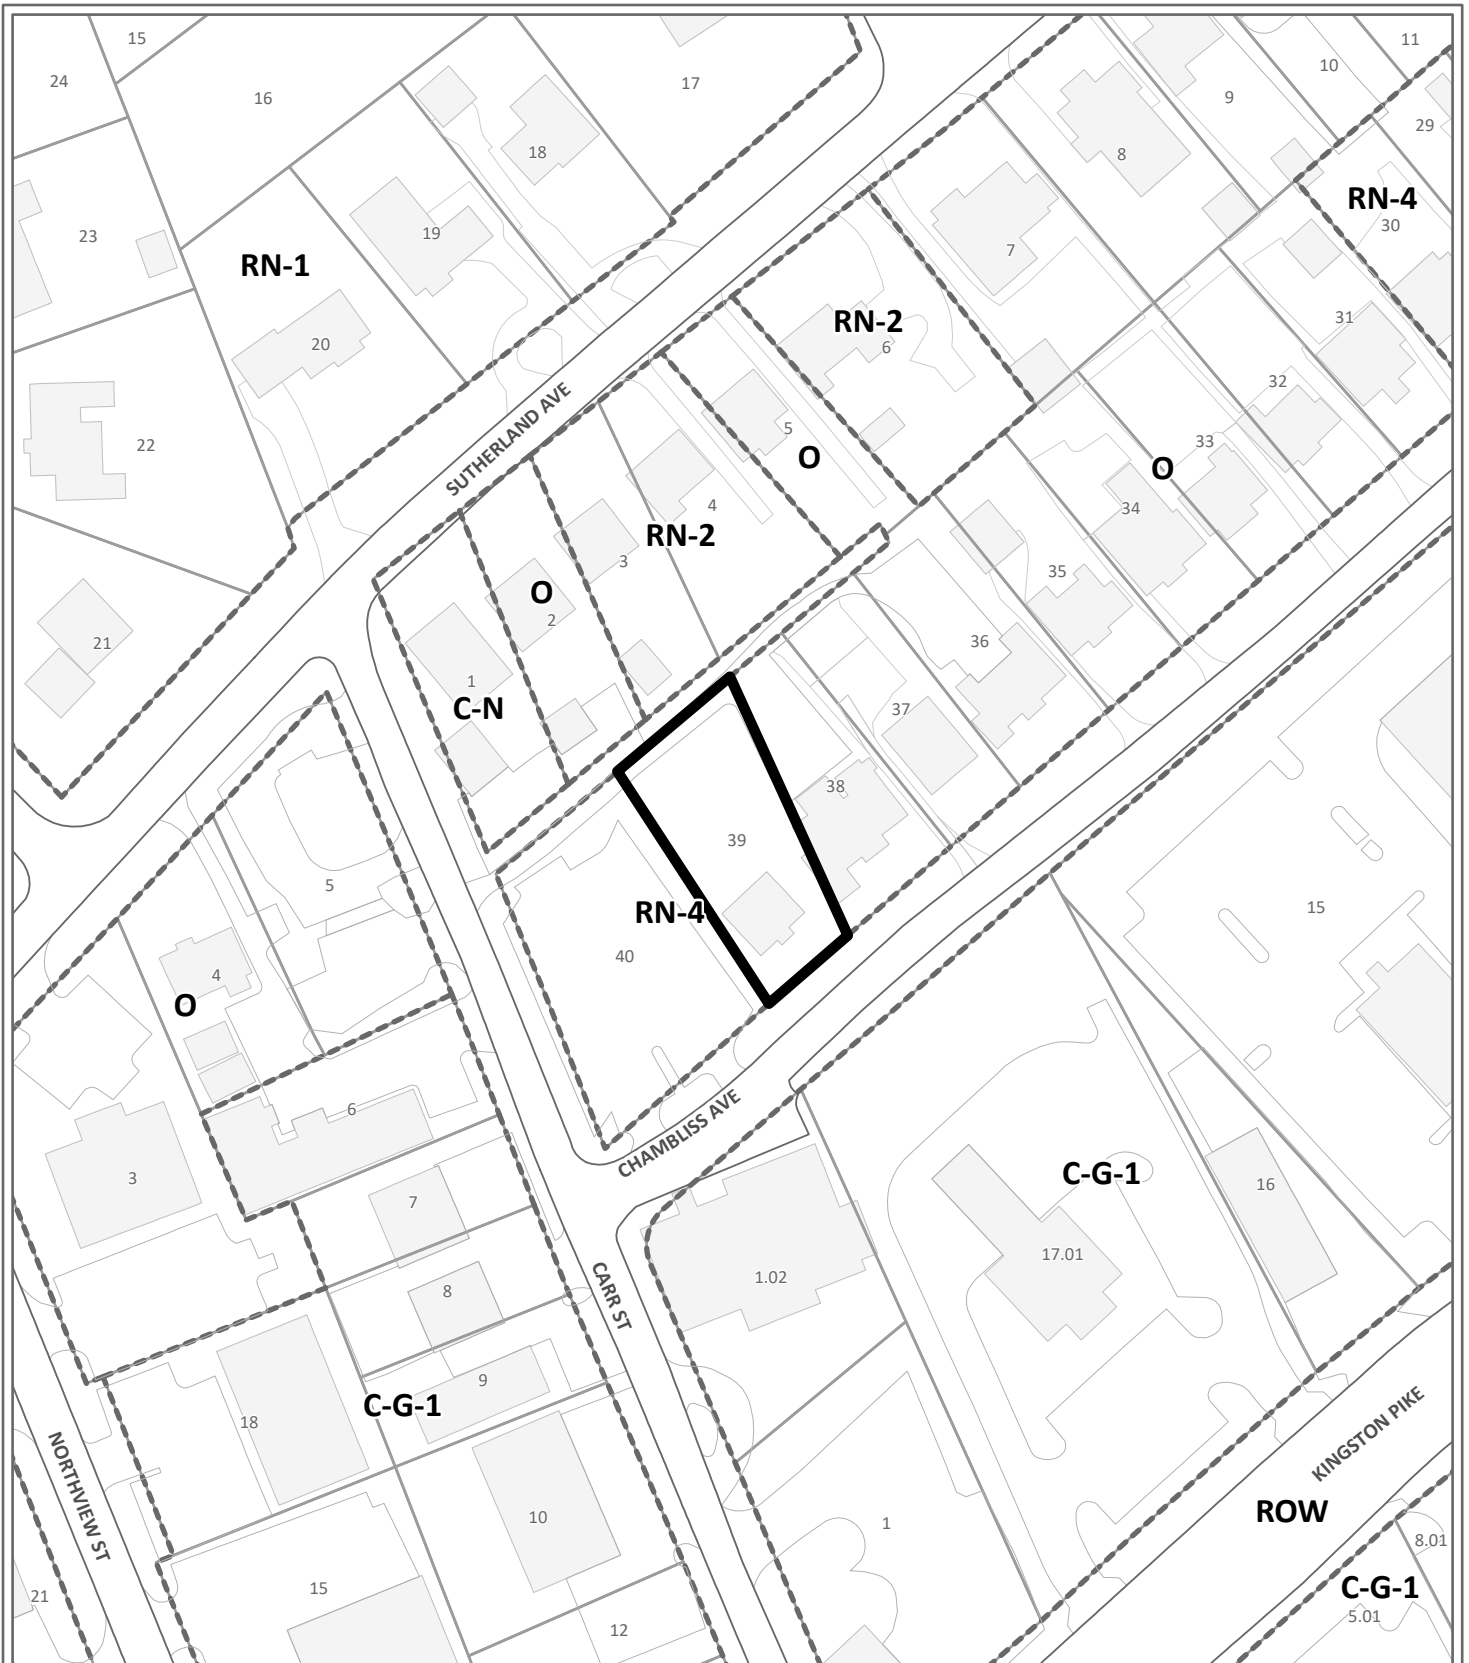 15
24
16
17
11
10
9
29
18
8
RN-4
30
23
19
7
RN-1
20
31
RN-2
6
32
22
SUTHERLAND AVE
5
O
33
O
34
4
RN-2
3
35
O
2
36
21
1
C-N
37
38
39
5
15
RN-4
40
4
O
6
CHAMBLISS AVE
3
C-G-1
16
7
17.01
1.02
8
CARR ST
9
C-G-1
18
KINGSTON PIKE
NORTHVIEW ST
ROW
10
1
8.01
15
21
C-G-1
5.01
12